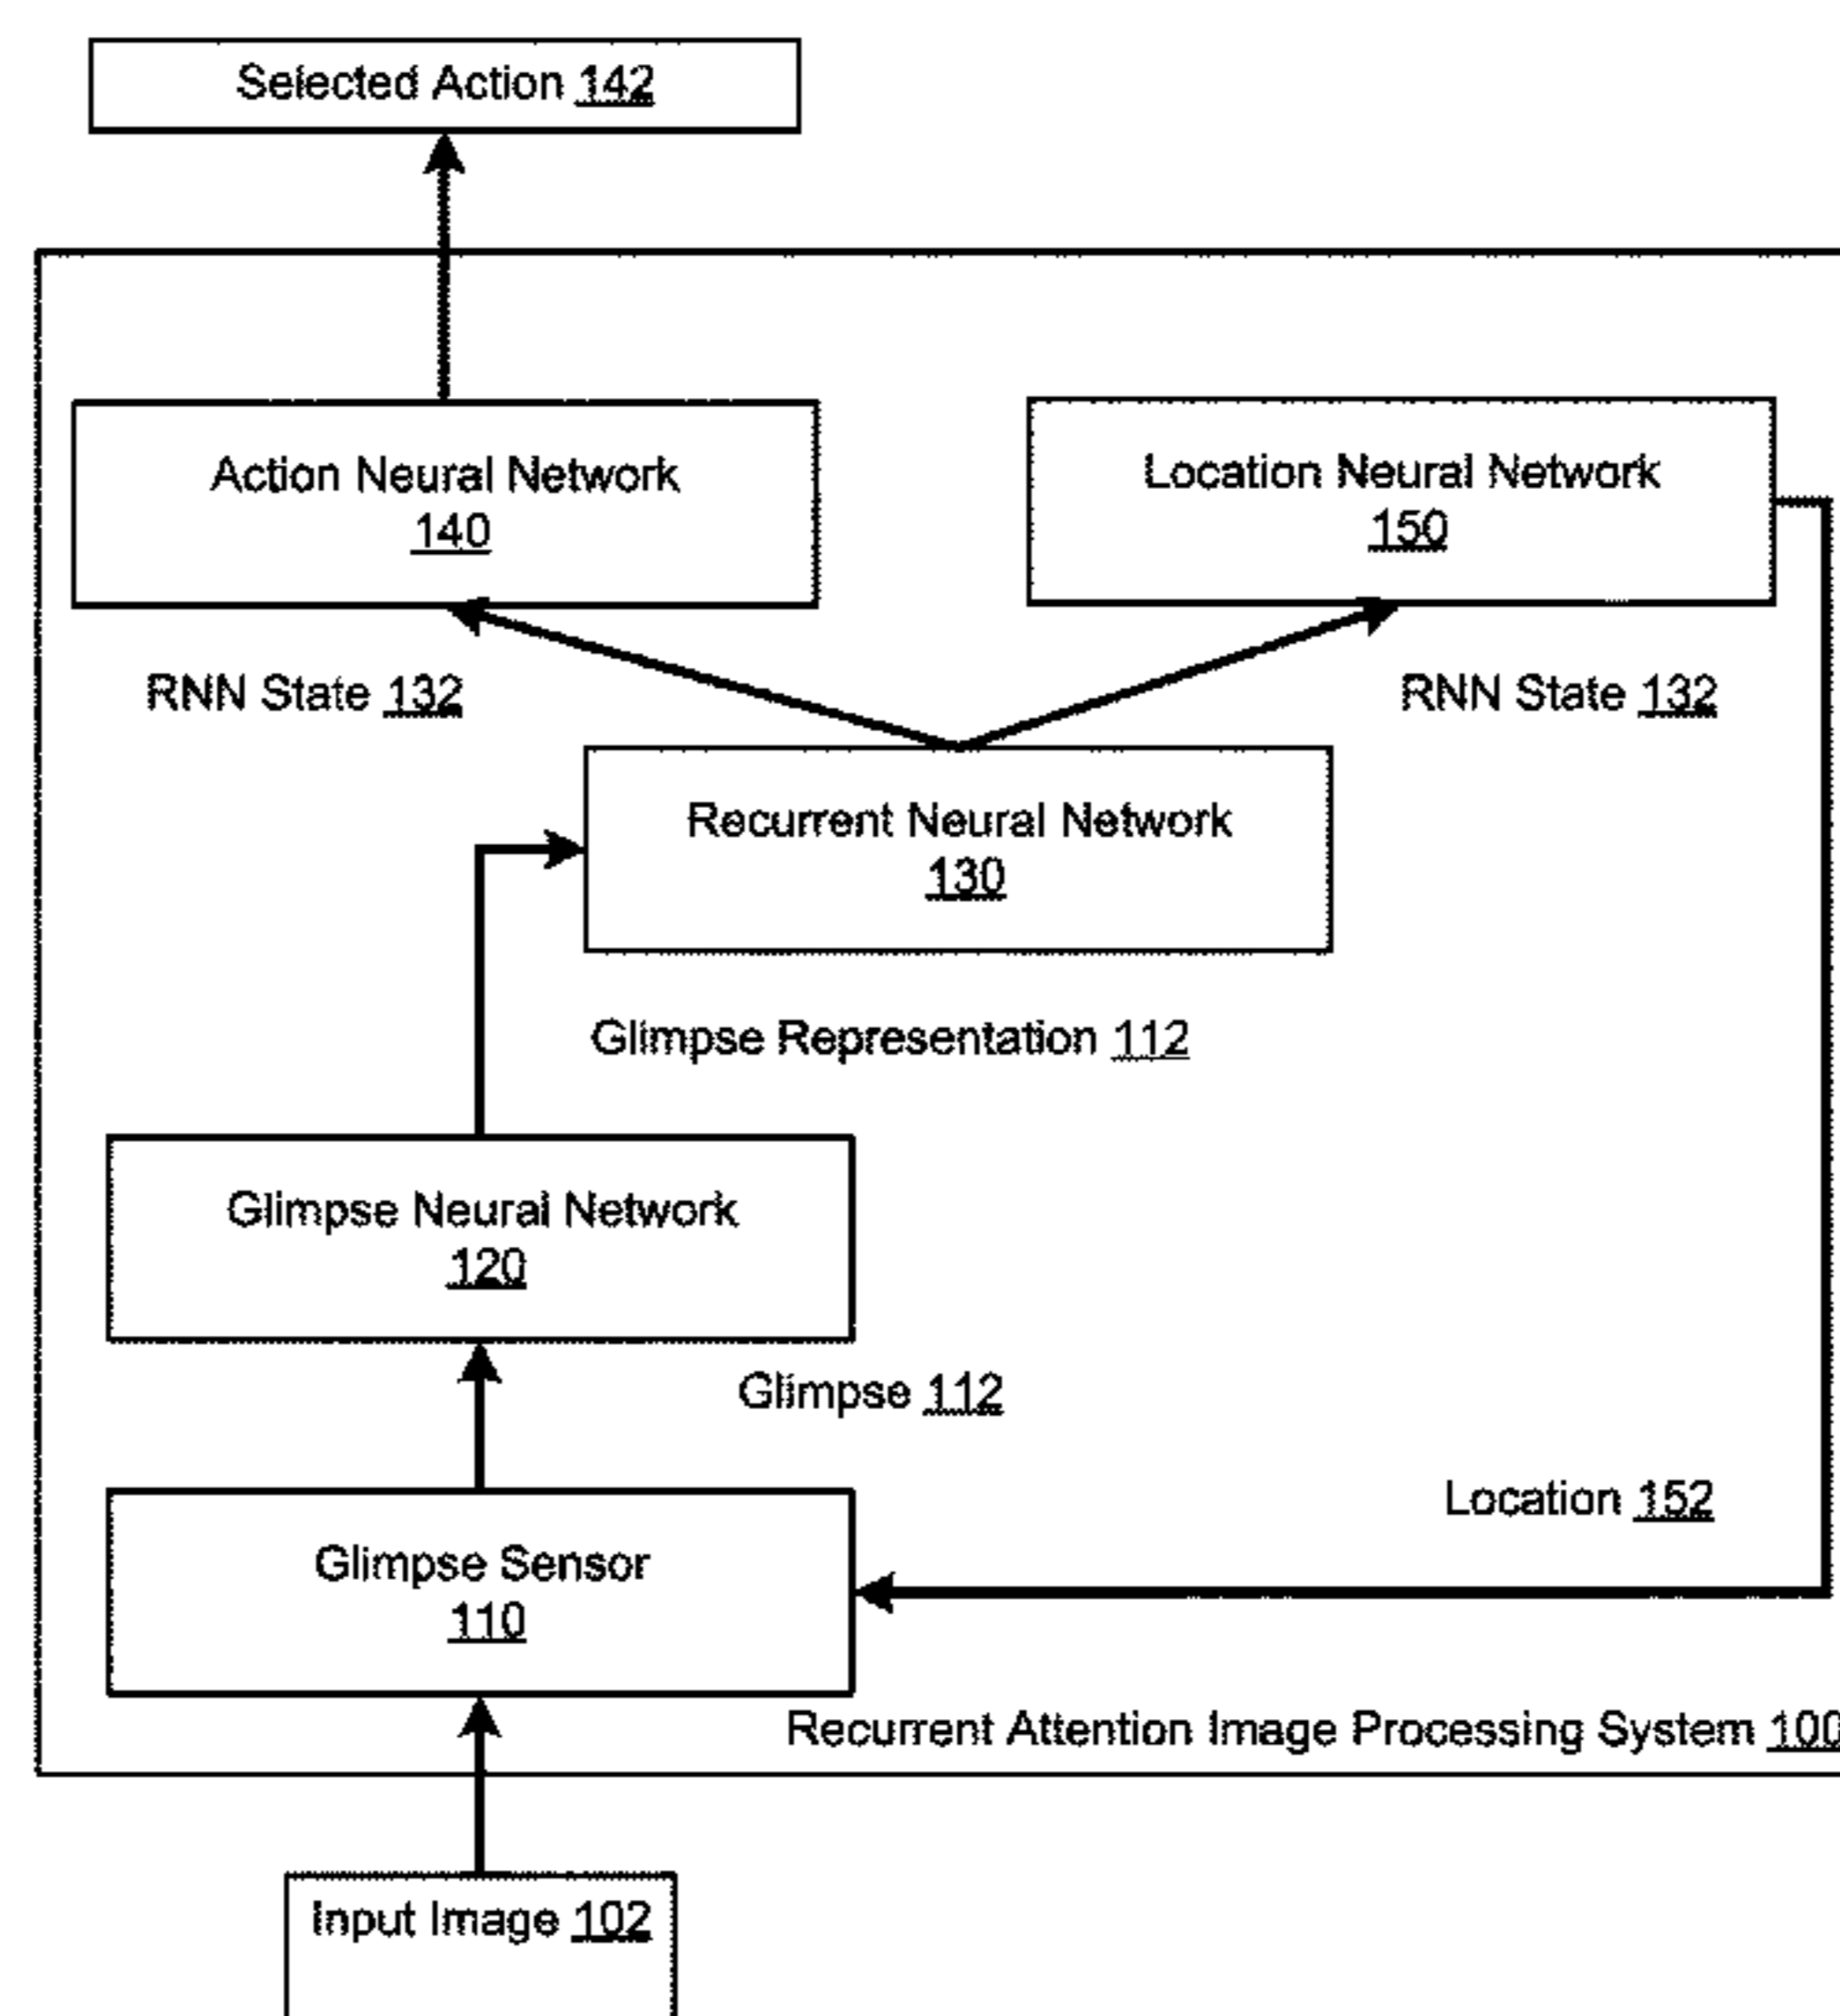 Selected Action 142
Action Neural Network
140
Location Neural Network
150
RNN State 132
RNN State 132
Recurrent Neural Network
130
Glimpse Representation 112
Glimpse Neural Network
120
Glimpse 112
Location 152
Glimpse Sensor
110
Recurrent Attention Image Processing System 100
Input Image 102